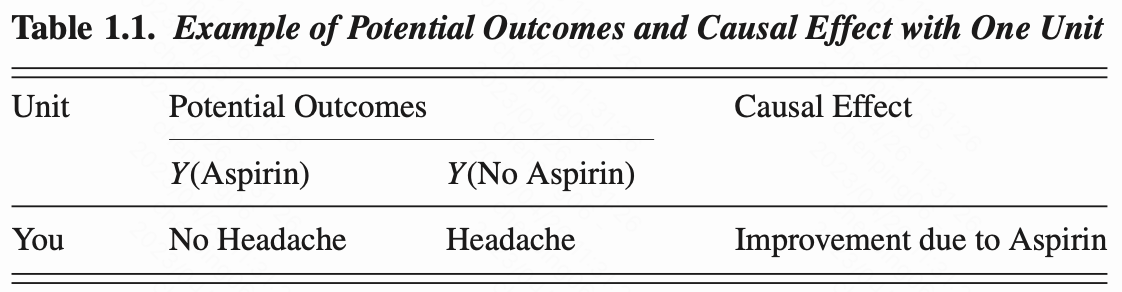 Table 1.1. Example of Potential Outcomes and Causal Effect with One Unit
Unit Potential Outcomes Causal Effect
Y(Aspirin) Y(No Aspirin)
You No Headache Headache Improvement due to Aspirin